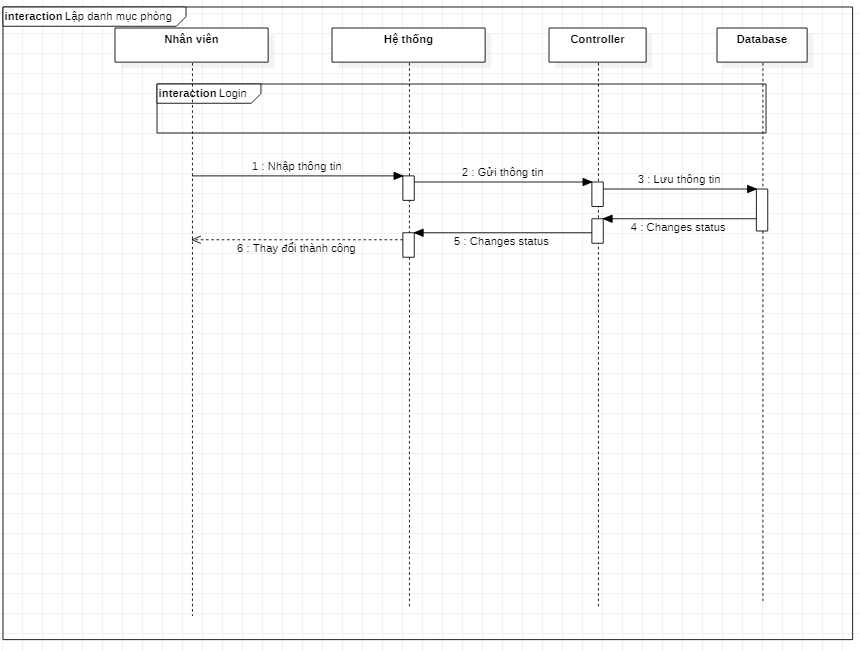 interaction Lập danh mục phòng
Nhân viên
Hệ thống
Controller
Database
interaction Login
1 : Nhập thông tin
2 : Gửi thông tin
3 : Lưu thông tin
4 : Changes status
5 : Changes status
6 : Thay đổi thành công